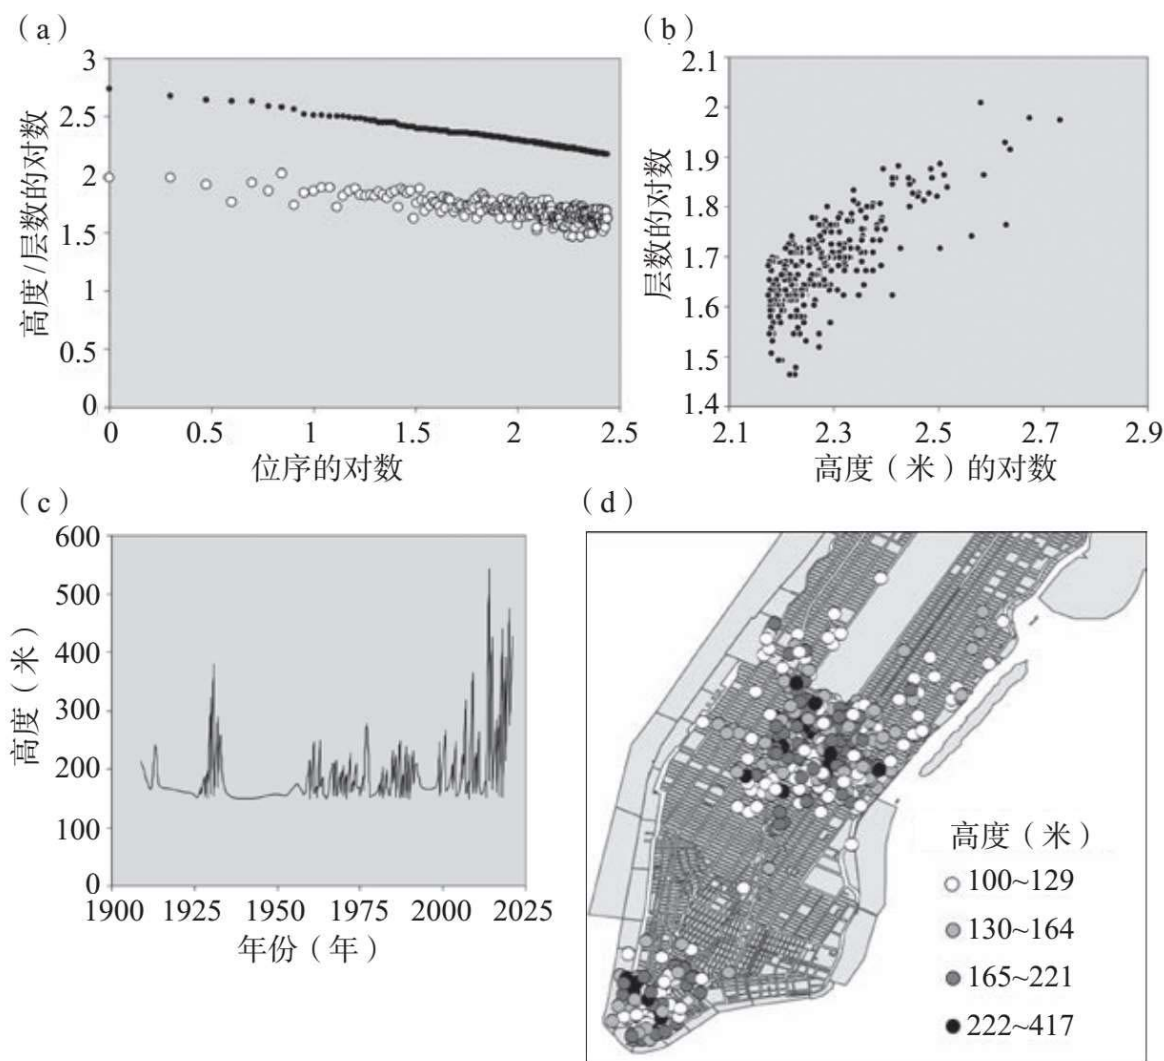 （a）
高度/层数的对数
3
2.5
2
1.5
1
0.5
0
0 0.5 1 1.5 2 2.5
位序的对数
（b）
层数的对数
2.1
2
1.9
1.8
1.7
1.6
1.5
1.4
2.1 2.3 2.5 2.7 2.9
高度（米）的对数
（c）
高度（米）
600
500
400
300
200
100
0
1900 1925 1950 1975 2000 2025
年份（年）
（d）
高度（米）
100~129
130~164
165~221
222~417